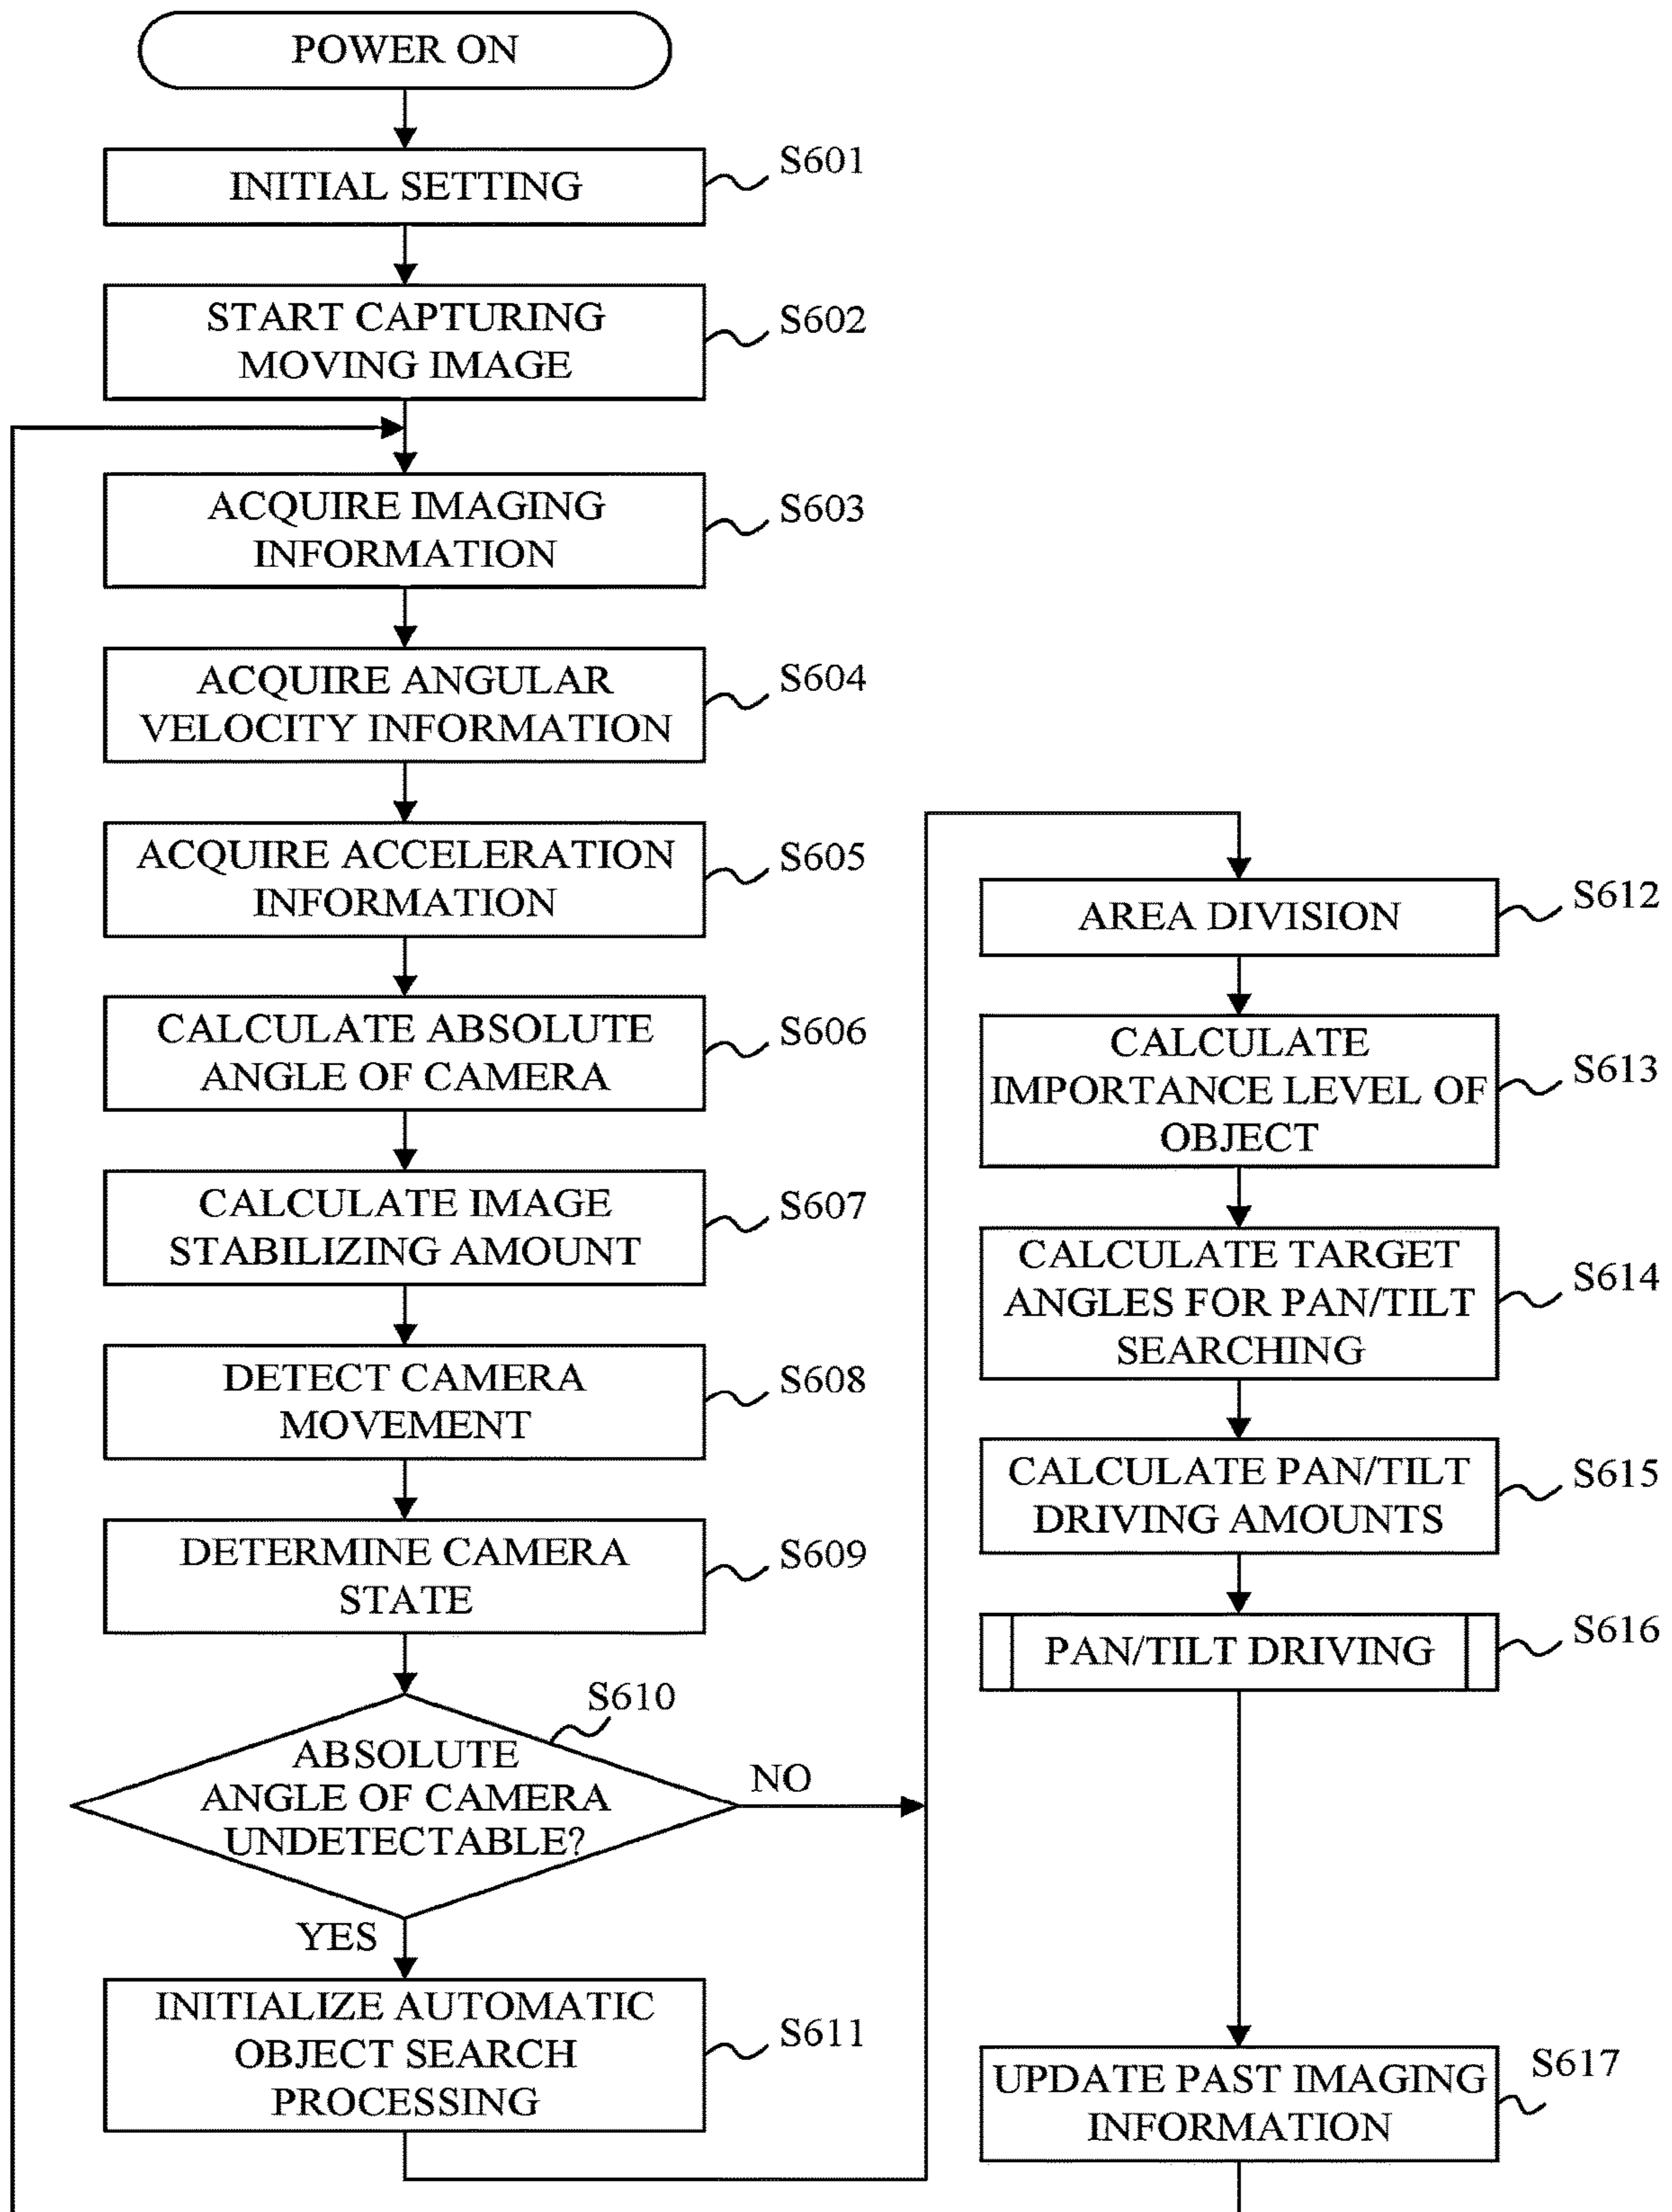 POWER ON
INITIAL SETTING
S601
START CAPTURING
MOVING IMAGE
S602
ACQUIRE IMAGING
INFORMATION
S603
ACQUIRE ANGULAR
VELOCITY INFORMATION
S604
ACQUIRE ACCELERATION
INFORMATION
S605
CALCULATE ABSOLUTE
ANGLE OF CAMERA
S606
CALCULATE IMAGE
STABILIZING AMOUNT
S607
DETECT CAMERA
MOVEMENT
S608
DETERMINE CAMERA
STATE
S609
S610
ABSOLUTE
ANGLE OF CAMERA
UNDETECTABLE?
NO
YES
INITIALIZE AUTOMATIC
OBJECT SEARCH
PROCESSING
S611
AREA DIVISION
S612
CALCULATE
IMPORTANCE LEVEL OF
OBJECT
S613
CALCULATE TARGET
ANGLES FOR PAN/TILT
SEARCHING
S614
CALCULATE PAN/TILT
DRIVING AMOUNTS
S615
PAN/TILT DRIVING
S616
UPDATE PAST IMAGING
INFORMATION
S617